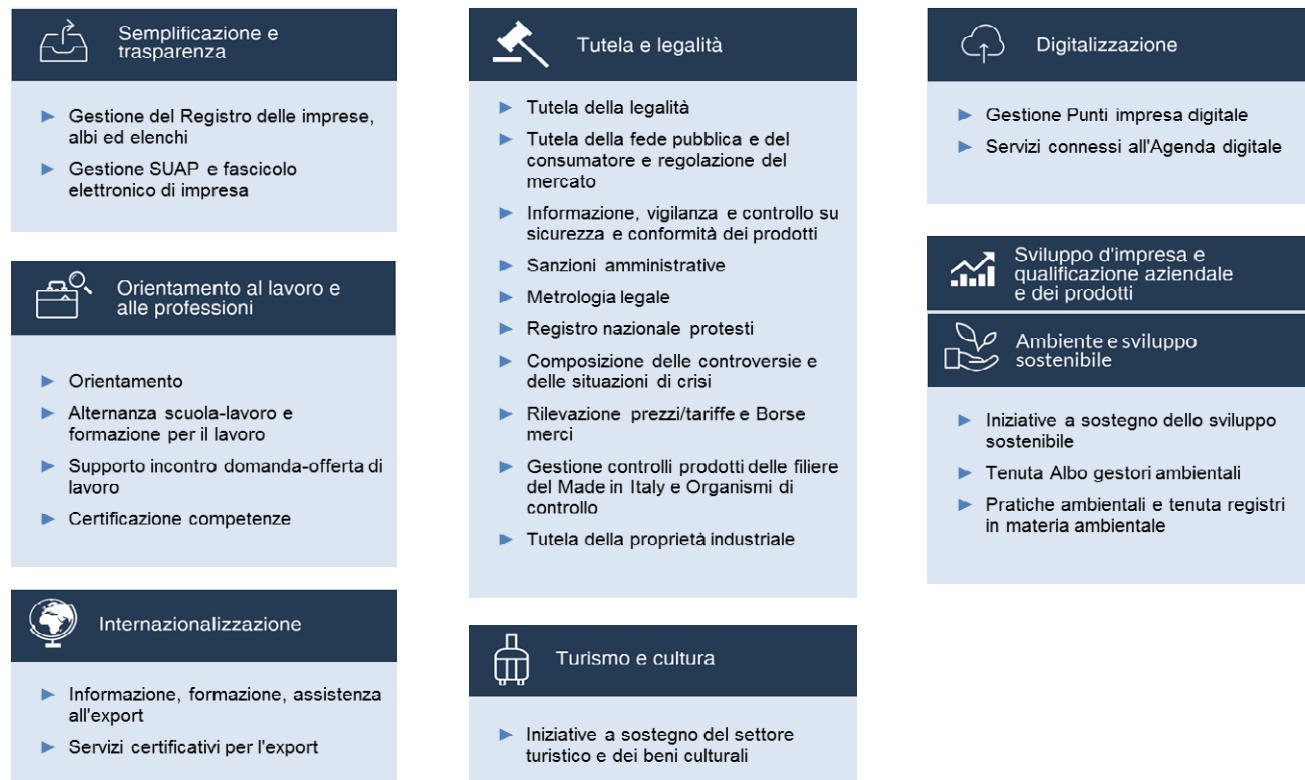 Semplificazione e
trasparenza
Gestione del Registro delle imprese,
albi ed elenchi
Gestione SUAP e fascicolo
elettronico di impresa
Orientamento al lavoro e
alle professioni
Orientamento
Alternanza scuola-lavoro e
formazione per il lavoro
Supporto incontro domanda-offerta di
lavoro
Certificazione competenze
Internazionalizzazione
Informazione, formazione, assistenza
all'export
Servizi certificativi per l'export
Tutela e legalità
Tutela della legalità
Tutela della fede pubblica e del
consumatore e regolazione del
mercato
Informazione, vigilanza e controllo su
sicurezza e conformità dei prodotti
Sanzioni amministrative
Metrologia legale
Registro nazionale protesti
Composizione delle controversie e
delle situazioni di crisi
Rilevazione prezzi/tariffe e Borse
merci
Gestione controlli prodotti delle filiere
del Made in Italy e Organismi di
controllo
Tutela della proprietà industriale
Turismo e cultura
Iniziative a sostegno del settore
turistico e dei beni culturali
Digitalizzazione
Gestione Punti impresa digitale
Servizi connessi all'Agenda digitale
Sviluppo d'impresa e
qualificazione aziendale
e dei prodotti
Ambiente e sviluppo
sostenibile
Iniziative a sostegno dello sviluppo
sostenibile
Tenuta Albo gestori ambientali
Pratiche ambientali e tenuta registri
in materia ambientale